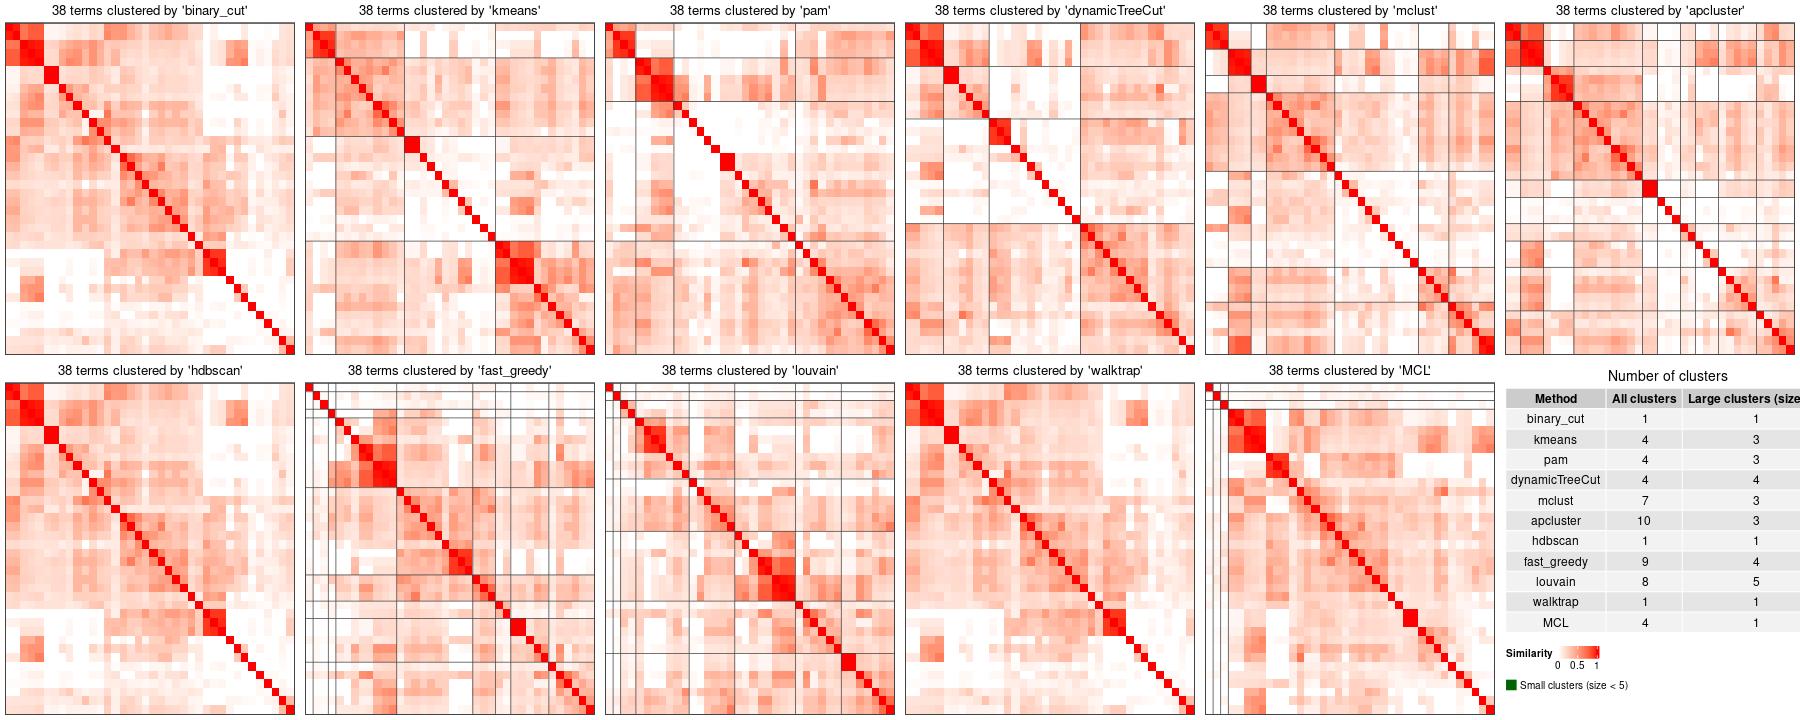 38 terms clustered by 'binary_cut'
38 terms clustered by 'kmeans'
38 terms clustered by 'pam'
38 terms clustered by 'dynamicTreeCut'
38 terms clustered by 'mclust'
38 terms clustered by 'apcluster'
38 terms clustered by 'hdbscan'
38 terms clustered by 'fast_greedy'
38 terms clustered by 'louvain'
38 terms clustered by 'walktrap'
38 terms clustered by 'MCL'
Number of clusters
Method All clusters Large clusters (size
binary_cut 1 1
kmeans 4 3
pam 4 3
dynamicTreeCut 4 4
mclust 7 3
apcluster 10 3
hdbscan 1 1
fast_greedy 9 4
louvain 8 5
walktrap 1 1
MCL 4 1
Similarity
0 0.5 1
Small clusters (size < 5)